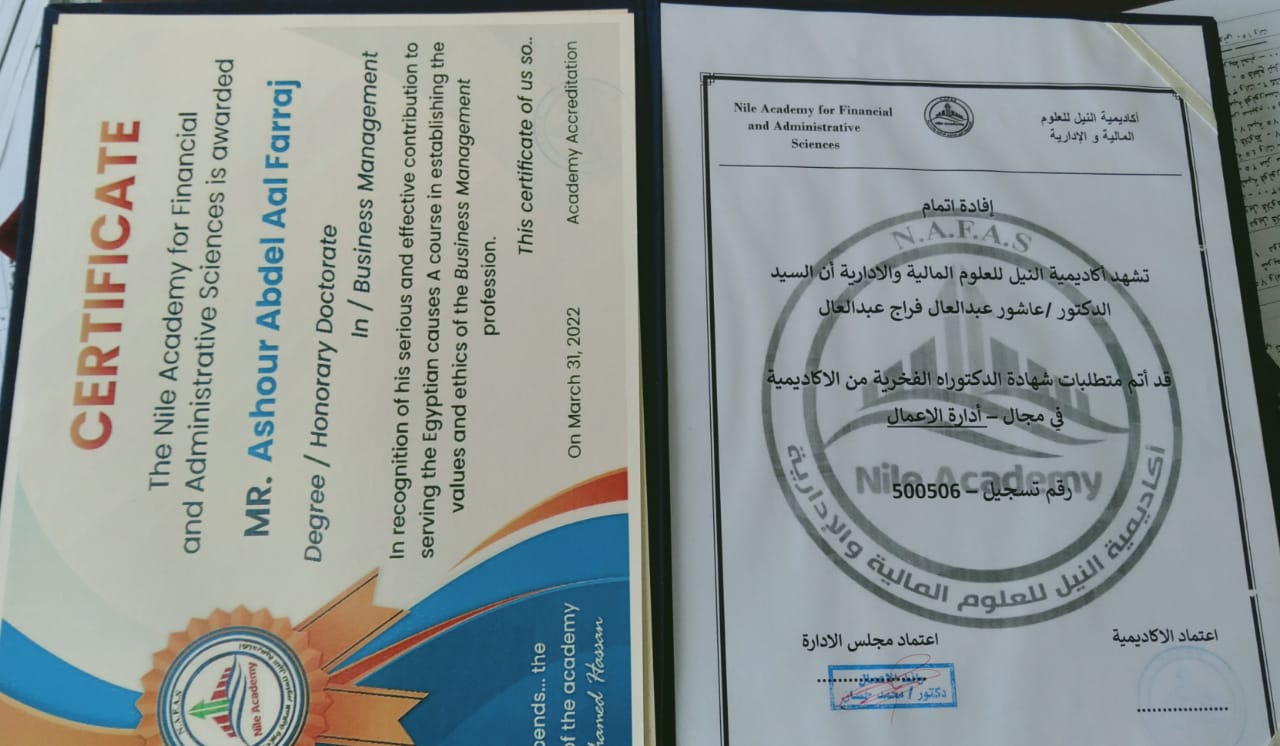 CERTIFICATE
The Nile Academy for Financial
and Administrative Sciences is awarded
MR. Ashour Abdel Aal Farraj
Degree / Honorary Doctorate
In / Business Management
In recognition of his serious and effective contribution to
serving the Egyptian causes A course in establishing the
values and ethics of the Business Management
profession.
This certificate of us so..
On March 31, 2022
Academy Accreditation
the
of the academy
Hassan
N.A.F.A.S
Nile Academy
Nile Academy for Financial
and Administrative
Sciences
أكاديمية النيل للعلوم
المالية و الإدارية
إفادة اتمام
N.A.F.A.S
تشهد أكاديمية النيل للعلوم المالية والادارية أن السيد
الدكتور /عاشور عبدالعال فراج عبدالعال
قد أتم متطلبات شهادة الدكتوراه الفخرية من الاكاديمية
في مجال – أدارة الاعمال
Nile Academy
رقم تسجيل – 500506
أكاديمية النيل للعلوم المالية والإدارية
اعتماد الاكاديمية
اعتماد مجلس الادارة
دكتور / محمد